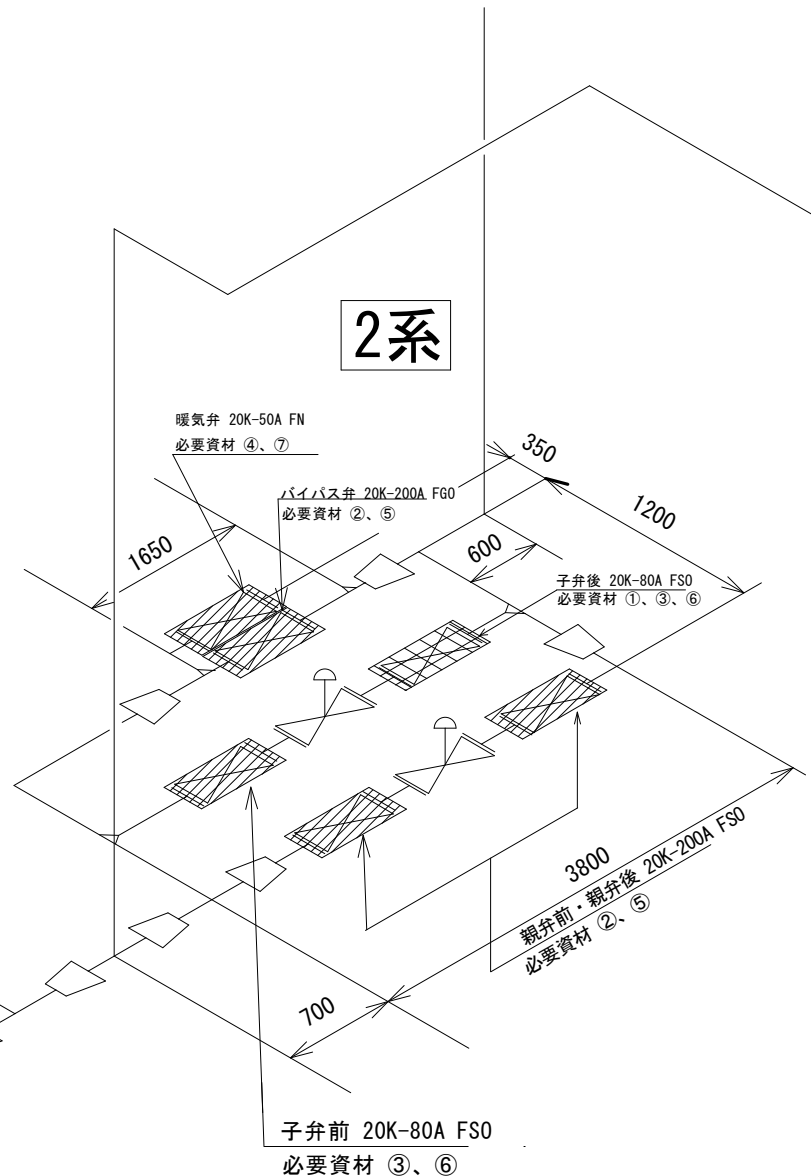 2系
暖気弁 20K-50A FN
必要資材 ④、⑦
バイパス弁 20K-200A FGO
必要資材 ②、⑤
350
1200
1650
600
子弁後 20K-80A FSO
必要資材 ①、③、⑥
3800
親弁前・親弁後 20K-200A FSO
必要資材 ②、⑤
700
子弁前 20K-80A FSO
必要資材 ③、⑥